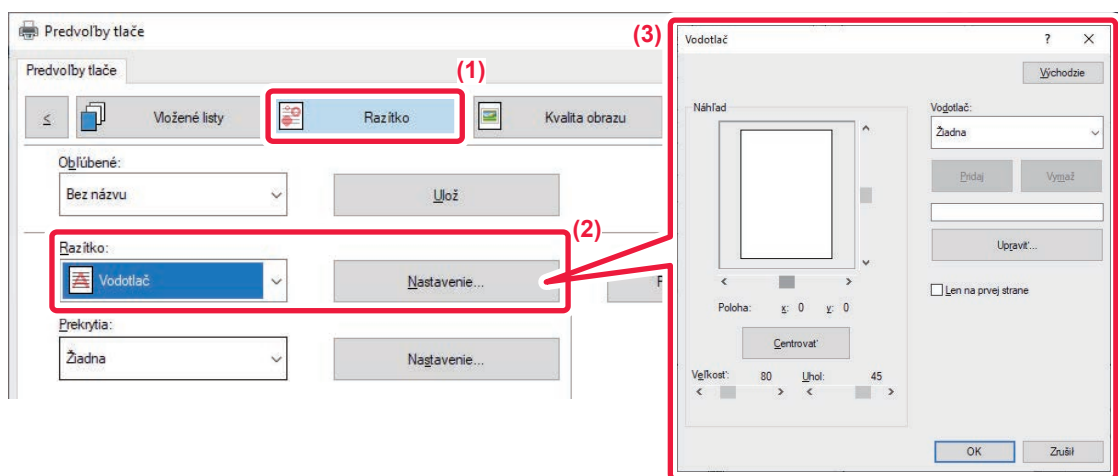 Predvoľby tlače
Predvoľby tlače
(1)
<
Vložené listy
Razítko
Kvalita obrazu
Obľúbené:
Bez názvu
Ulož
(2)
Razítko:
Vodotlač
Nastavenie...
Prekrytia:
Žiadna
Nastavenie...
(3)
Vodotlač
?
Východzie
Náhľad
Vodotlač:
Žiadna
Pridaj
Vymaž
Upraviť...
Len na prvej strane
Poloha: x: 0 y: 0
Centrovať
Veľkosť: 80 Uhol: 45
OK
Zrušiť